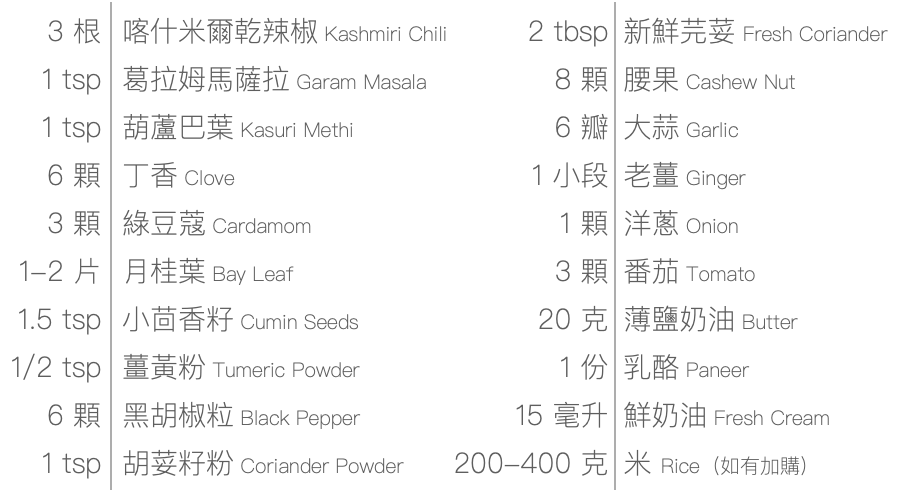 3 根 喀什米爾乾辣椒 Kashmiri Chili
1 tsp 葛拉姆馬薩拉 Garam Masala
1 tsp 葫蘆巴葉 Kasuri Methi
6 顆 丁香 Clove
3 顆 綠豆蔻 Cardamom
1–2 片 月桂葉 Bay Leaf
1.5 tsp 小茴香籽 Cumin Seeds
1/2 tsp 薑黃粉 Tumeric Powder
6 顆 黑胡椒粒 Black Pepper
1 tsp 胡荽籽粉 Coriander Powder
2 tbsp 新鮮芫荽 Fresh Coriander
8 顆 腰果 Cashew Nut
6 瓣 大蒜 Garlic
1 小段 老薑 Ginger
1 顆 洋蔥 Onion
3 顆 番茄 Tomato
20 克 薄鹽奶油 Butter
1 份 乳酪 Paneer
15 毫升 鮮奶油 Fresh Cream
200–400 克 米 Rice（如有加購）